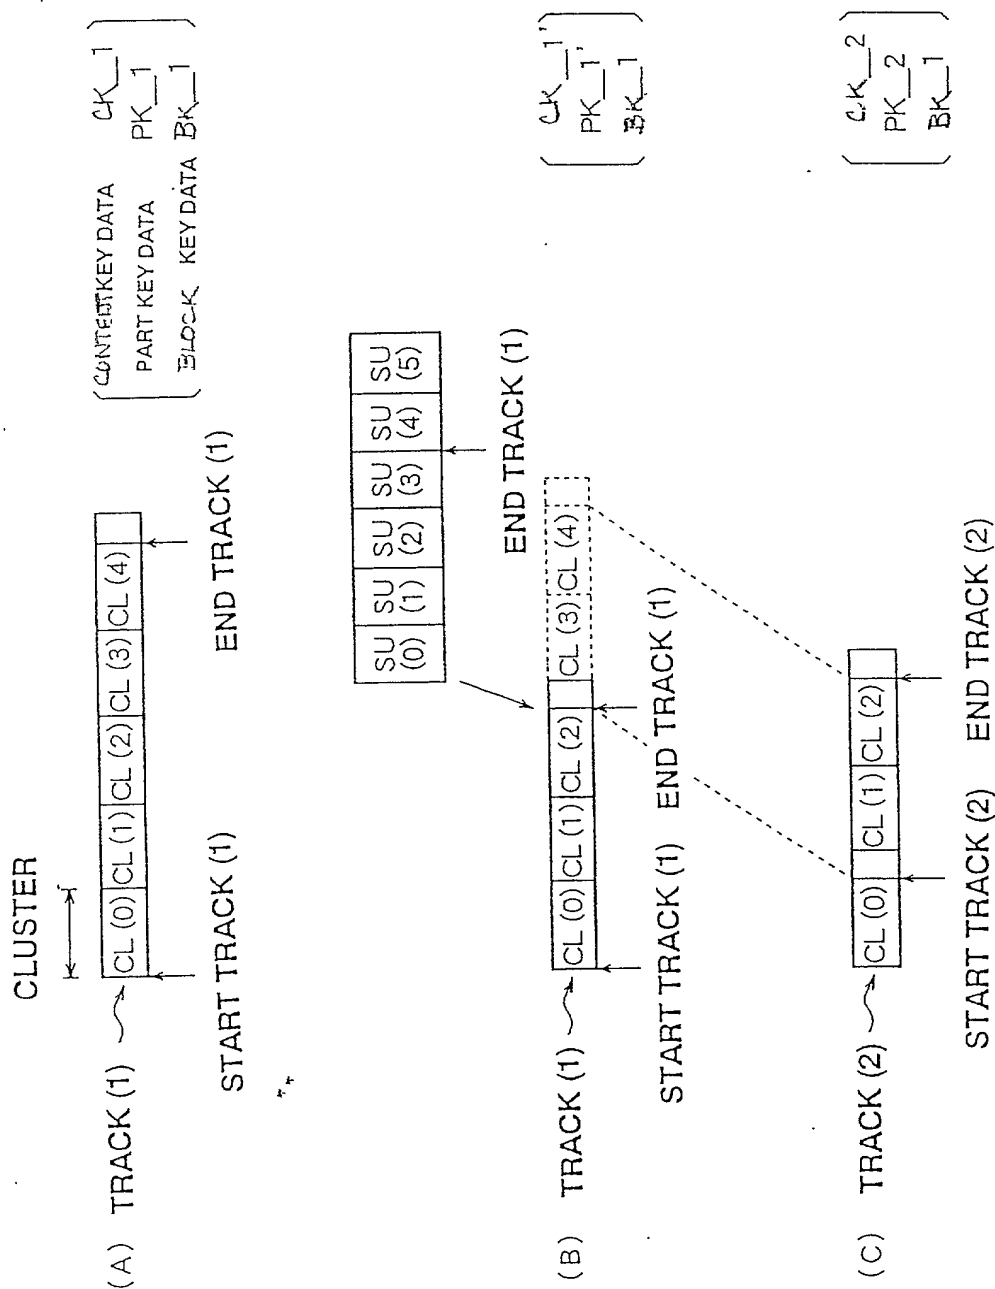 CLUSTER
(A) TRACK (1) CL (0) CL (1) CL (2) CL (3) CL (4)
START TRACK (1) END TRACK (1)
CONTENT KEY DATA CK_1
PART KEY DATA PK_1
BLOCK KEY DATA BK_1
SU (0) SU (1) SU (2) SU (3) SU (4) SU (5)
END TRACK (1)
(B) TRACK (1) CL (0) CL (1) CL (2) CL (3) CL (4)
START TRACK (1) END TRACK (1)
CK_1'
PK_1'
BK_1
(C) TRACK (2) CL (0) CL (1) CL (2)
START TRACK (2) END TRACK (2)
CK_2
PK_2
BK_1